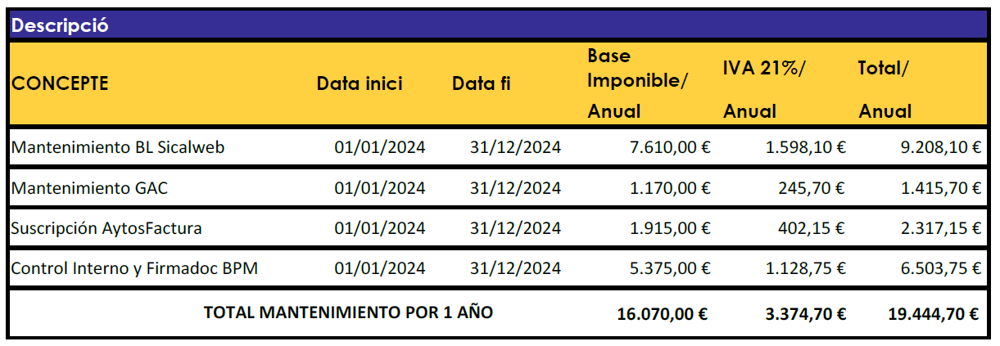 Descripció
CONCEPTE Data inici Data fi Base Imponible/ Anual IVA 21%/ Anual Total/ Anual
Mantenimiento BL Sicalweb 01/01/2024 31/12/2024 7.610,00 € 1.598,10 € 9.208,10 €
Mantenimiento GAC 01/01/2024 31/12/2024 1.170,00 € 245,70 € 1.415,70 €
Suscripción AytosFactura 01/01/2024 31/12/2024 1.915,00 € 402,15 € 2.317,15 €
Control Interno y Firmadoc BPM 01/01/2024 31/12/2024 5.375,00 € 1.128,75 € 6.503,75 €
TOTAL MANTENIMIENTO POR 1 AÑO 16.070,00 € 3.374,70 € 19.444,70 €